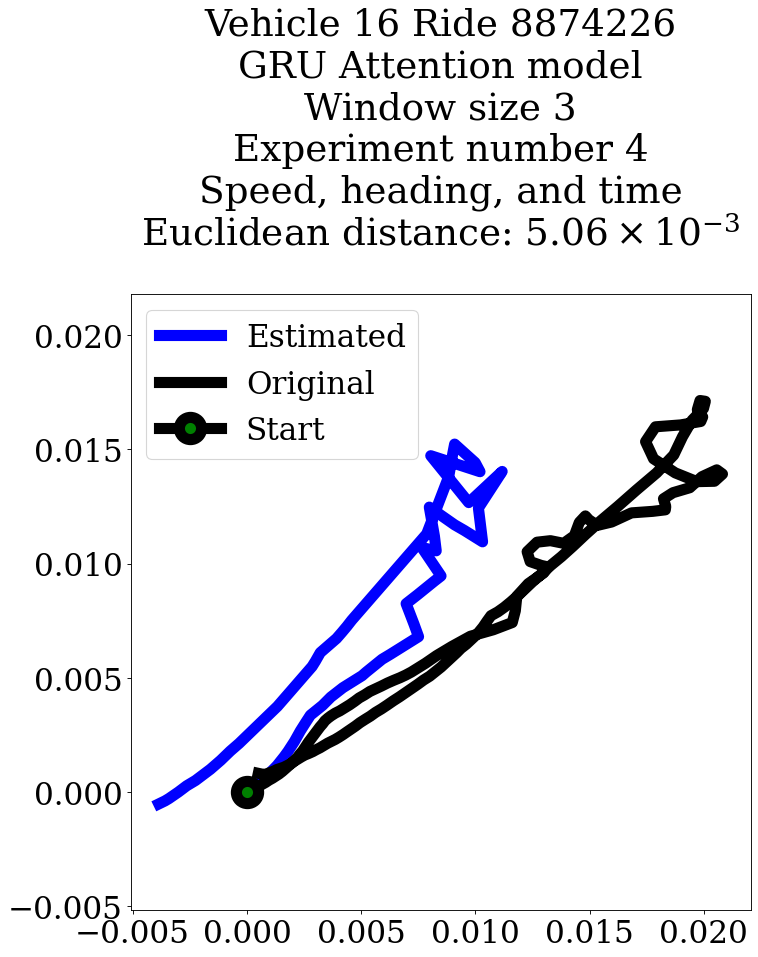 Vehicle 16 Ride 8874226
GRU Attention model
Window size 3
Experiment number 4
Speed, heading, and time
Euclidean distance: 5.06 × 10⁻³
Estimated
Original
Start
0.020
0.015
0.010
0.005
0.000
−0.005
−0.005 0.000 0.005 0.010 0.015 0.020